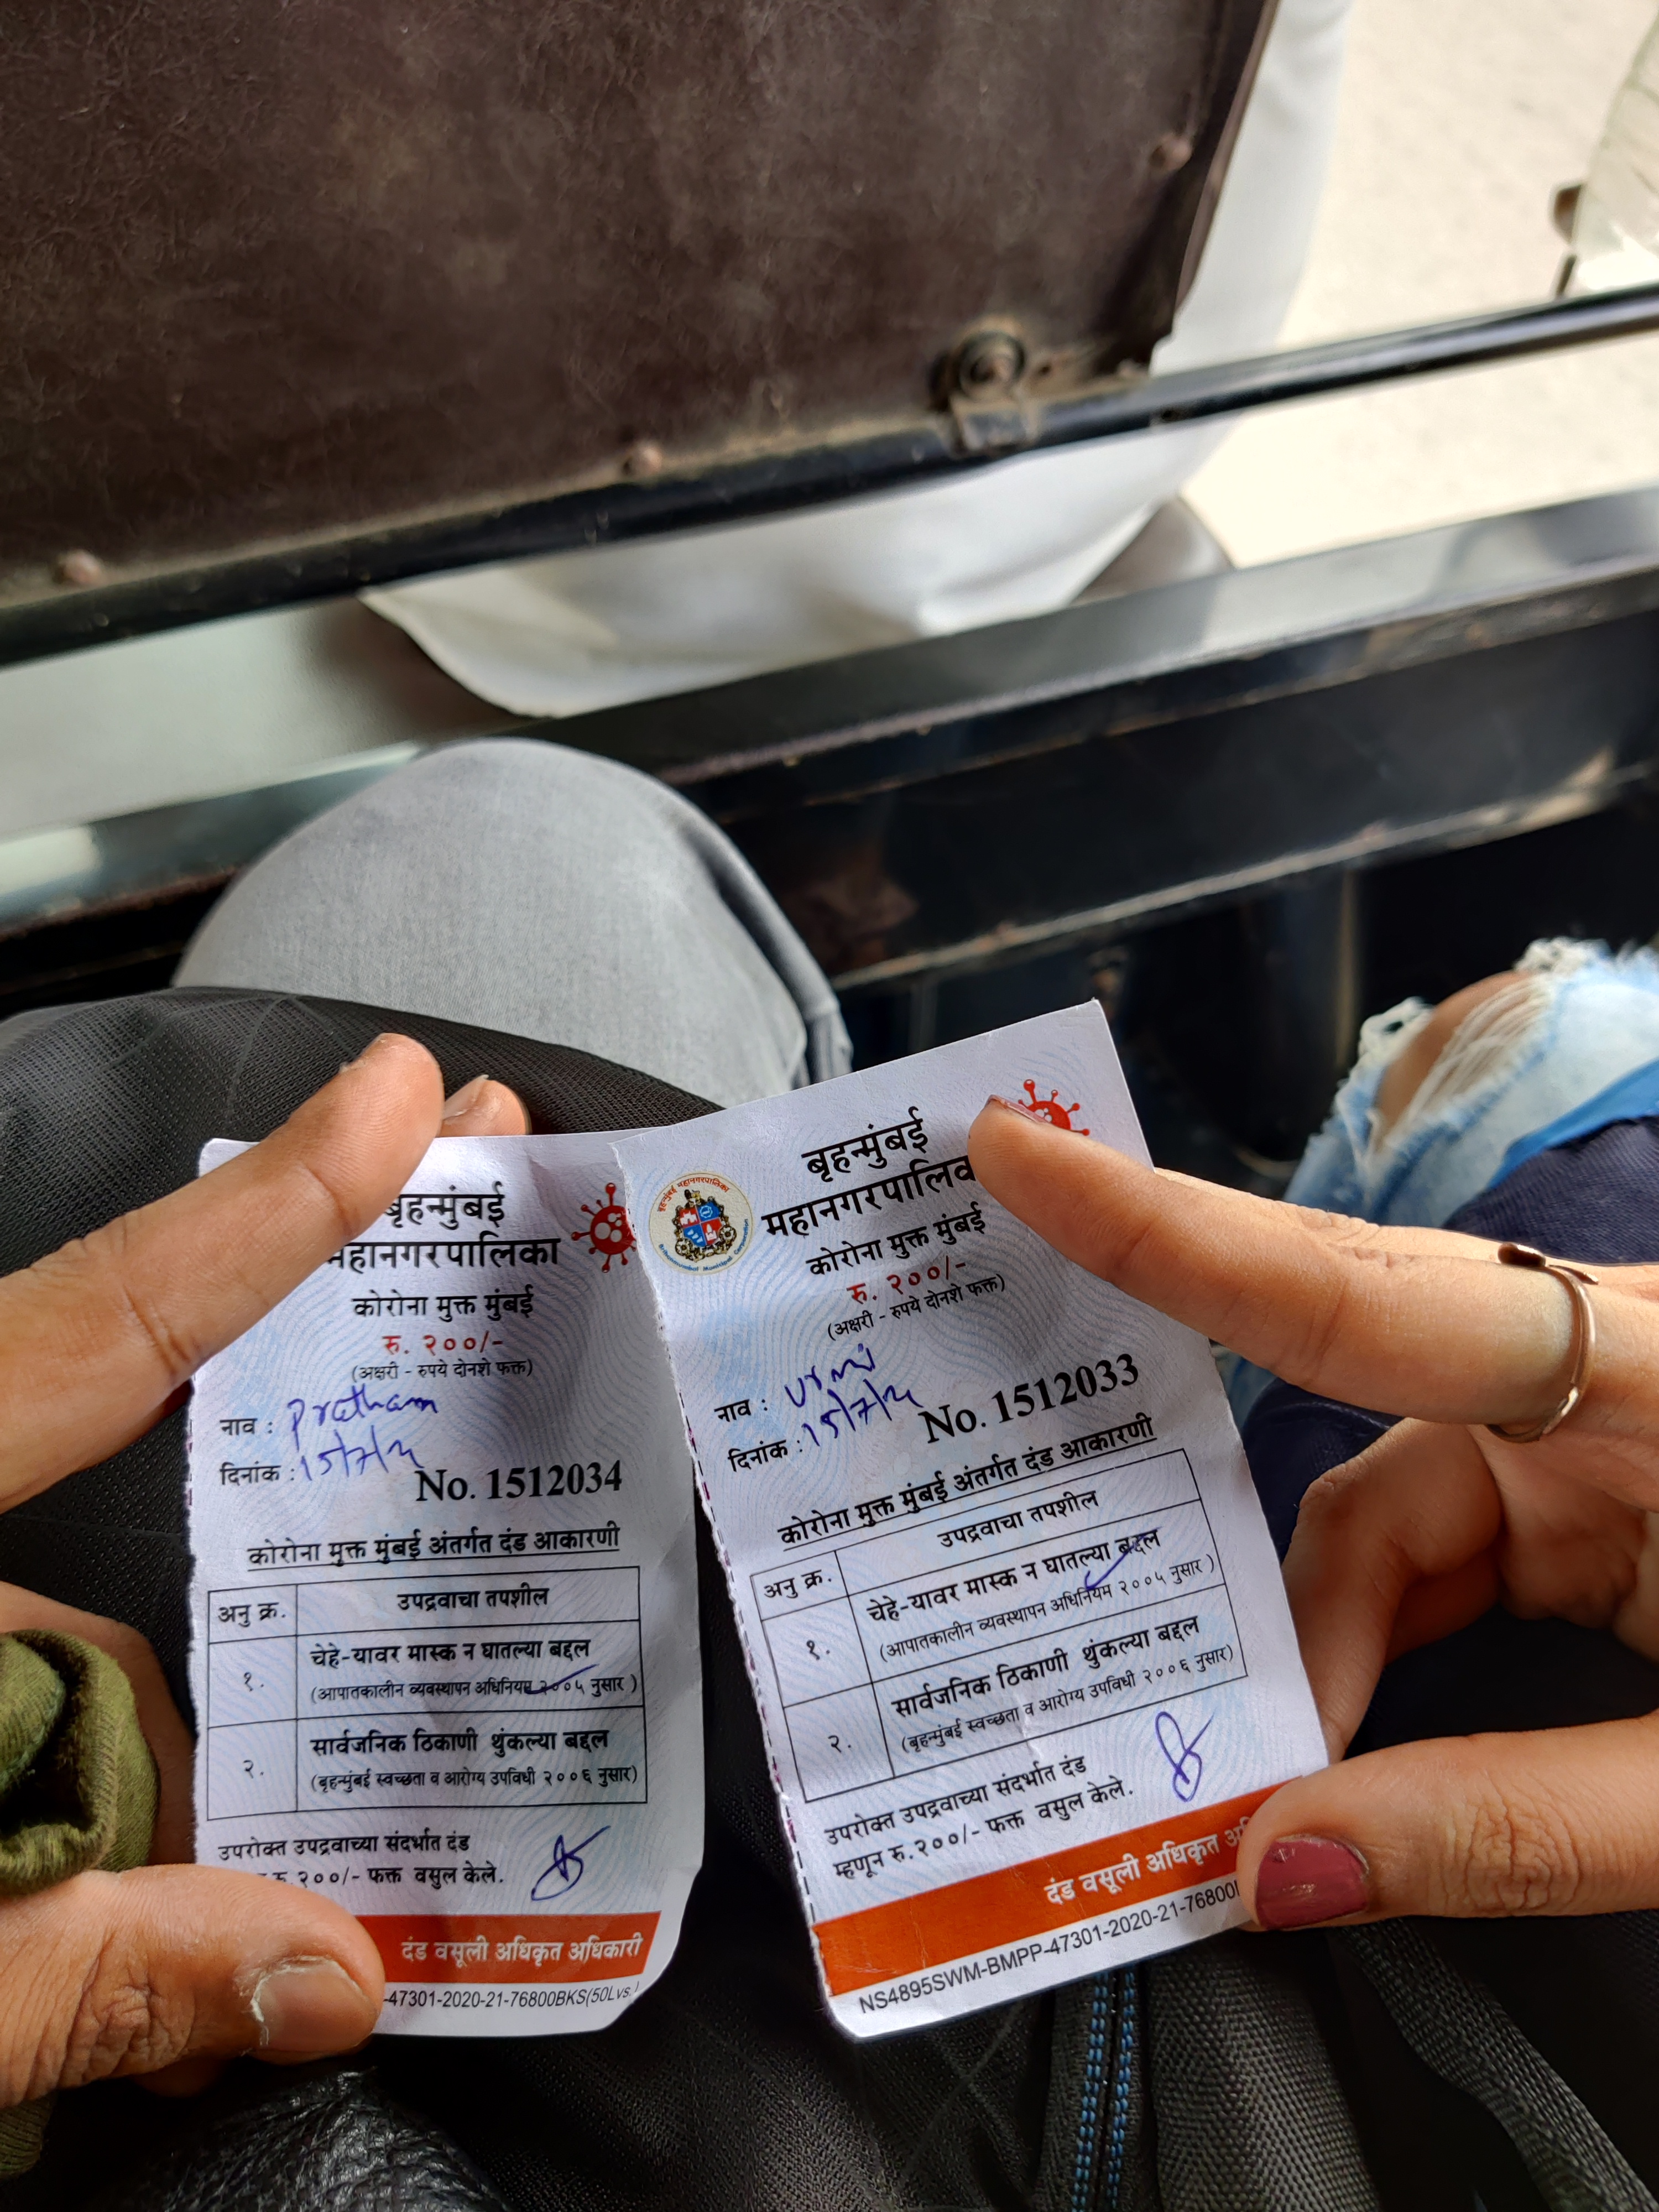 बृहन्मुंबई
महानगरपालिका
कोरोना मुक्त मुंबई
रु. २००/-
(अक्षरी - रुपये दोनशे फक्त)
नाव : Pratham
दिनांक : 15/7/21
No. 1512034
कोरोना मुक्त मुंबई अंतर्गत दंड आकारणी
अनु क्र. उपद्रवाचा तपशील
१. चेहे-यावर मास्क न घातल्या बद्दल
(आपातकालीन व्यवस्थापन अधिनियम २००५ नुसार )
२. सार्वजनिक ठिकाणी थुंकल्या बद्दल
(बृहन्मुंबई स्वच्छता व आरोग्य उपविधी २००६ नुसार)
उपरोक्त उपद्रवाच्या संदर्भात दंड
रु २००/- फक्त वसुल केले.
दंड वसूली अधिकृत अधिकारी
-47301-2020-21-76800BKS(50Lvs.)
बृहन्मुंबई
महानगरपालिक
कोरोना मुक्त मुंबई
रु. २००/-
(अक्षरी - रुपये दोनशे फक्त)
नाव : Urmi
दिनांक : 15/7/21
No. 1512033
कोरोना मुक्त मुंबई अंतर्गत दंड आकारणी
अनु क्र. उपद्रवाचा तपशील
१. चेहे-यावर मास्क न घातल्या बद्दल
(आपातकालीन व्यवस्थापन अधिनियम २००५ नुसार )
२. सार्वजनिक ठिकाणी थुंकल्या बद्दल
(बृहन्मुंबई स्वच्छता व आरोग्य उपविधी २००६ नुसार)
उपरोक्त उपद्रवाच्या संदर्भात दंड
म्हणून रु.२००/- फक्त वसुल केले.
दंड वसूली अधिकृत
NS4895SWM-BMPP-47301-2020-21-76800